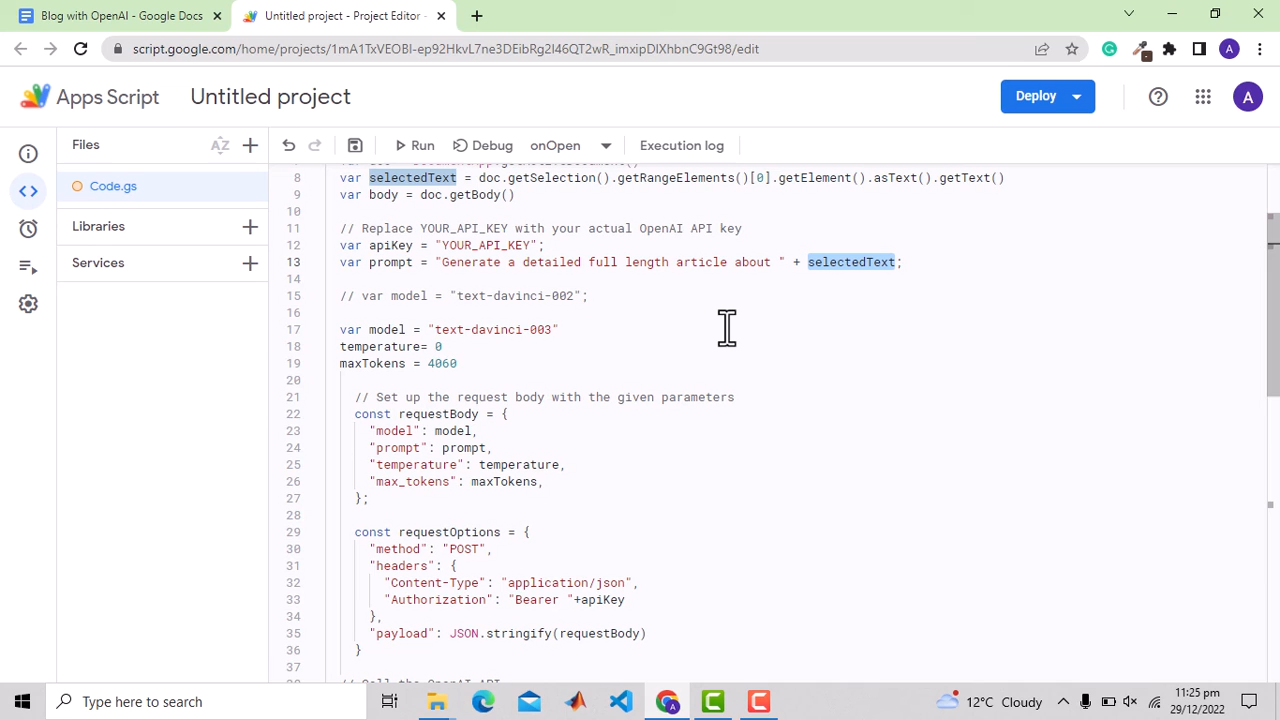 Blog with OpenAI - Google Docs
Untitled project - Project Editor -
script.google.com/home/projects/1mA1TxVEOBl-ep92HkvL7ne3DEibRg2l46QT2wR_imxipDlXhbnC9Gt98/edit
A
Apps Script
Untitled project
Deploy
A
Files
AZ
Run
Debug
onOpen
Execution log
Code.gs
Libraries
Services
8 var selectedText = doc.getSelection().getRangeElements()[0].getElement().asText().getText()
9 var body = doc.getBody()
10
11 // Replace YOUR_API_KEY with your actual OpenAI API key
12 var apiKey = "YOUR_API_KEY";
13 var prompt = "Generate a detailed full length article about " + selectedText;
14
15 // var model = "text-davinci-002";
16
17 var model = "text-davinci-003"
18 temperature= 0
19 maxTokens = 4060
20
21 // Set up the request body with the given parameters
22 const requestBody = {
23 "model": model,
24 "prompt": prompt,
25 "temperature": temperature,
26 "max_tokens": maxTokens,
27 };
28
29 const requestOptions = {
30 "method": "POST",
31 "headers": {
32 "Content-Type": "application/json",
33 "Authorization": "Bearer "+apiKey
34 },
35 "payload": JSON.stringify(requestBody)
36 }
37
Type here to search
12°C Cloudy
11:25 pm
29/12/2022